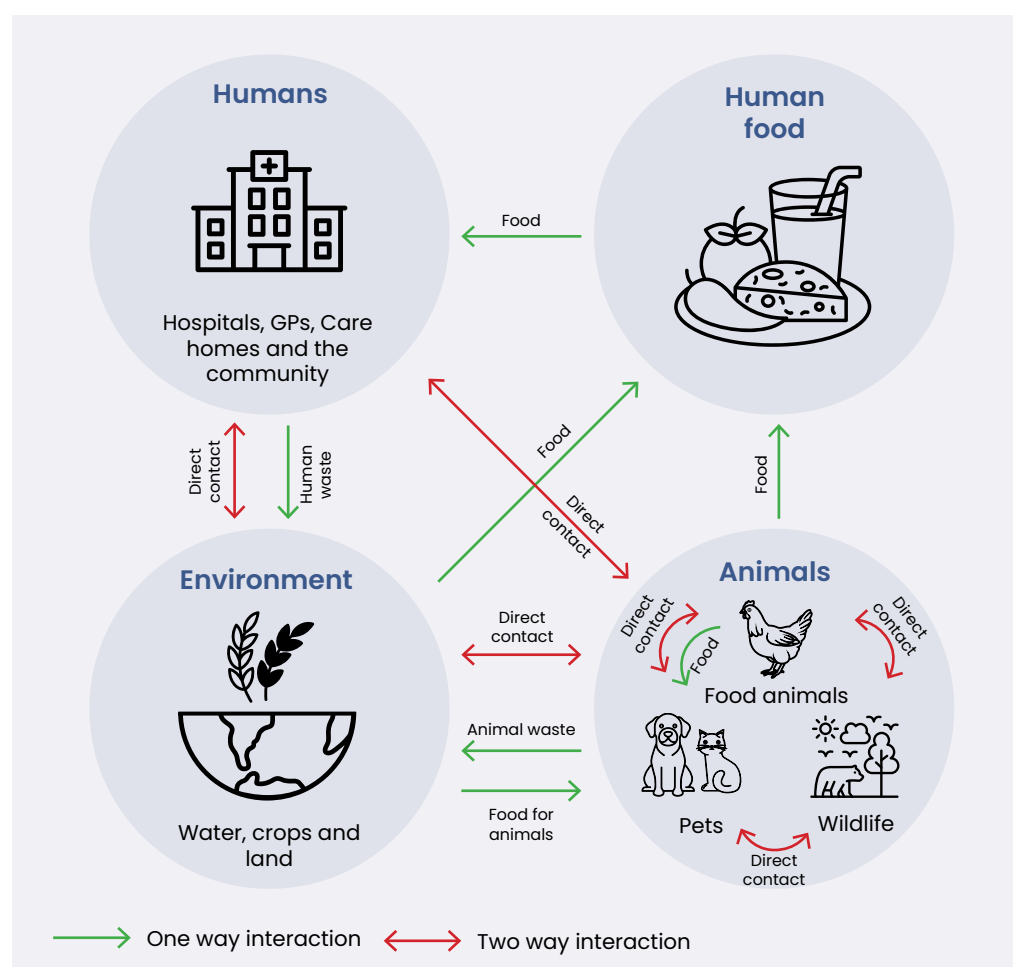 Humans
Hospitals, GPs, Care
homes and the
community
Food
Human
food
Direct
contact
Human
waste
Food
Direct
contact
Food
Environment
Water, crops and
land
Direct
contact
Animal waste
Food for
animals
Animals
Direct
contact
Food
Direct
contact
Food animals
Pets
Wildlife
Direct
contact
One way interaction
Two way interaction